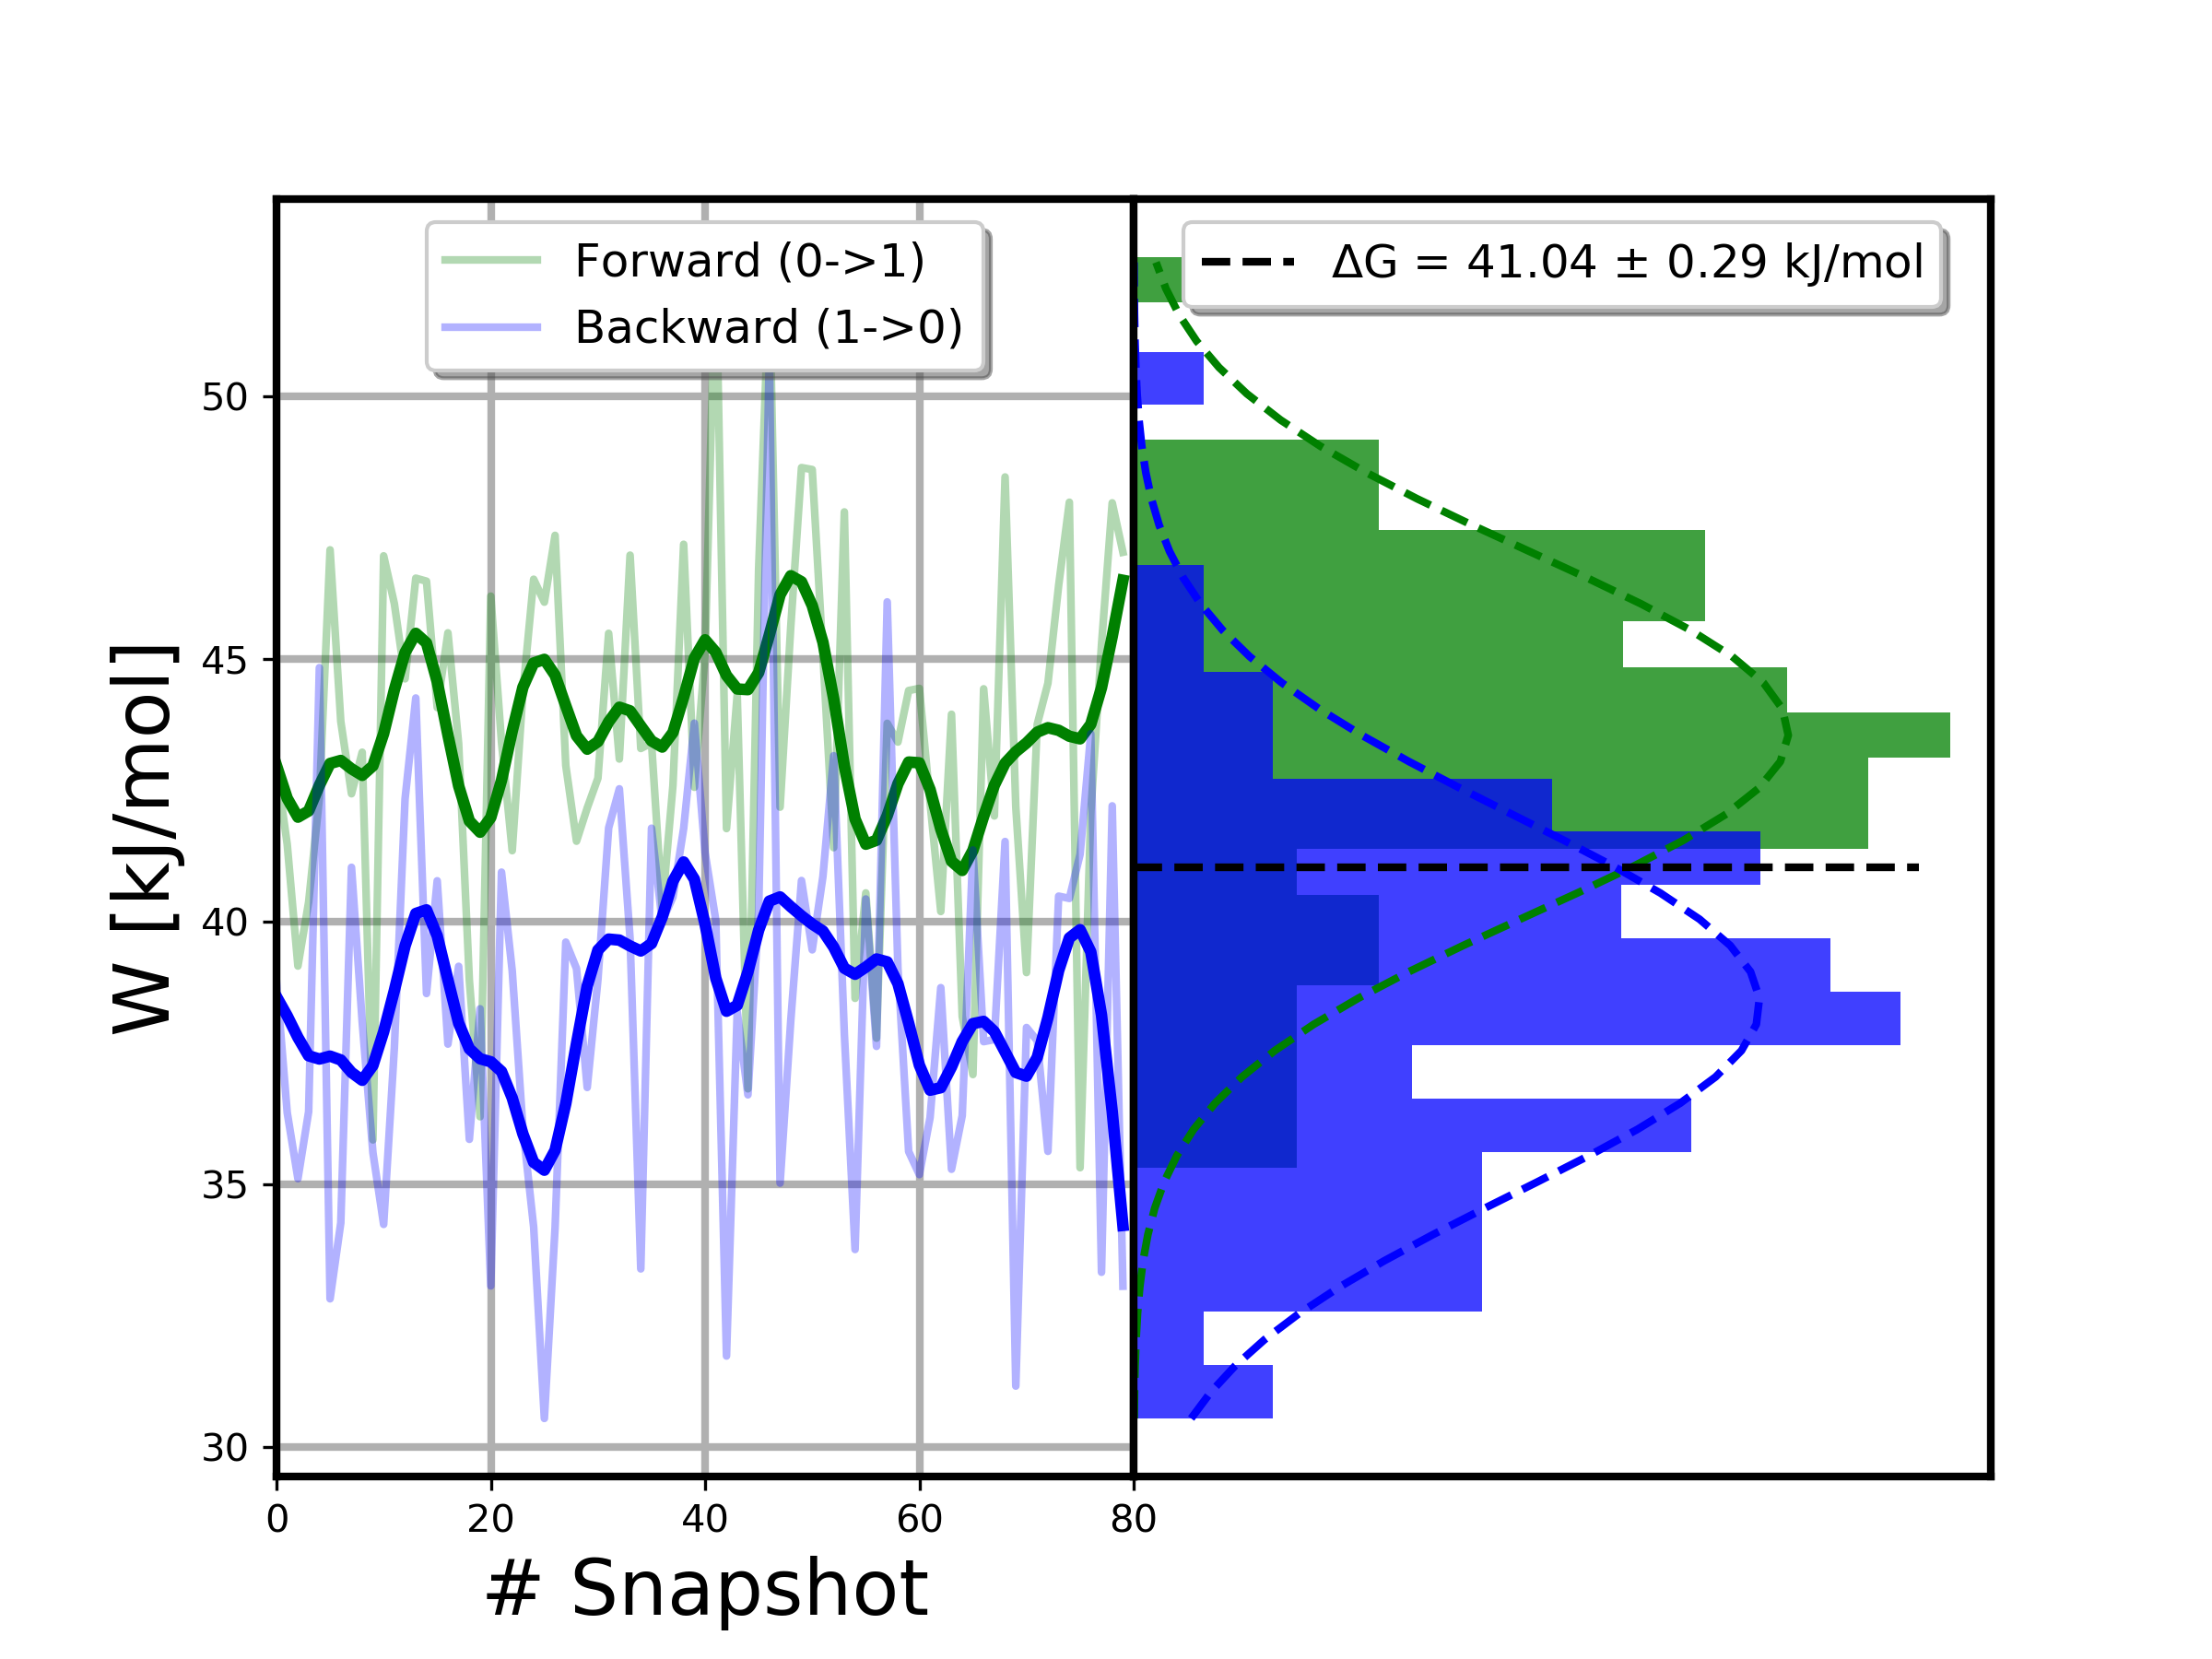 Forward (0->1)
Backward (1->0)
ΔG = 41.04 ± 0.29 kJ/mol
W [kJ/mol]
50
45
40
35
30
0 20 40 60 80
# Snapshot